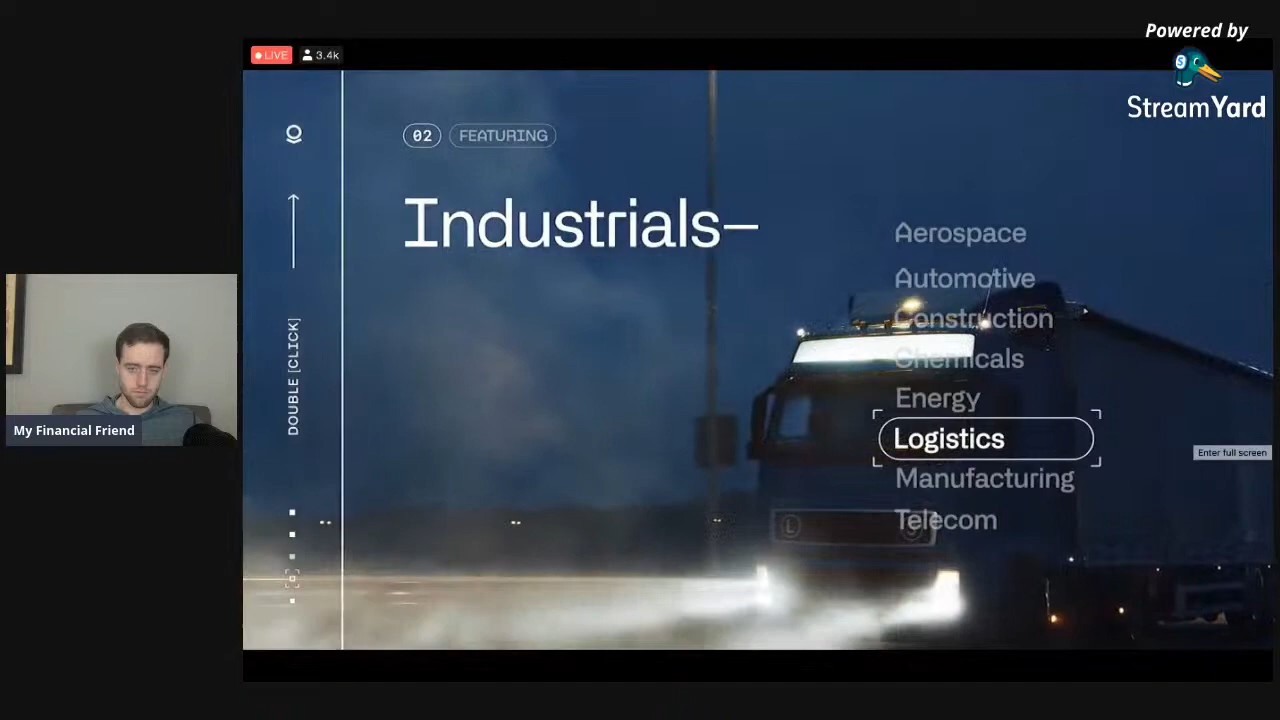 Powered by
StreamYard
LIVE
3.4k
02 FEATURING
Industrials—
DOUBLE [CLICK]
Aerospace
Automotive
Construction
Chemicals
Energy
Logistics
Manufacturing
Telecom
Enter full screen
My Financial Friend